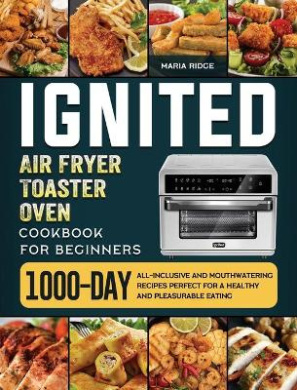 MARIA RIDGE
IGNITED
AIR FRYER
TOASTER
OVEN
COOKBOOK
FOR BEGINNERS
1000-DAY
ALL-INCLUSIVE AND MOUTHWATERING
RECIPES PERFECT FOR A HEALTHY
AND PLEASURABLE EATING